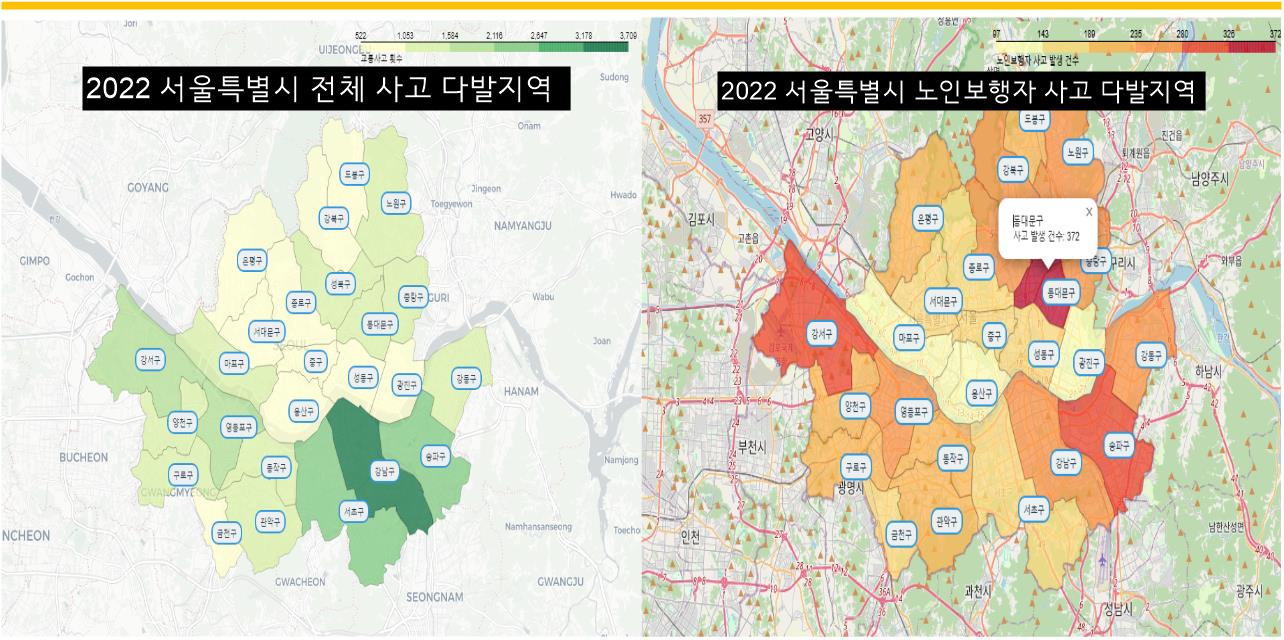 522 1,053 1,584 2,116 2,647 3,178 3,709
교통사고 횟수
2022 서울특별시 전체 사고 다발지역
Jori
UIJEONGBU
Sudong
Onam
GOYANG
Jingeon
Toegyewon
Hwado
NAMYANGJU
GIMPO
Gochon
GURI
Wabu
Joan
SEOUL
HANAM
BUCHEON
GWANGMYEONG
Namjong
NCHEON
Namhansanseong
Toecho
GWACHEON
GWANGJU
SEONGNAM
도봉구
노원구
강북구
은평구
성북구
종로구
중랑구
동대문구
서대문구
강서구
마포구
중구
성동구
광진구
강동구
용산구
양천구
영등포구
송파구
구로구
동작구
강남구
서초구
관악구
금천구
97 143 189 235 280 326 372
노인보행자 사고 발생 건수
2022 서울특별시 노인보행자 사고 다발지역
357
고양시
진건읍
퇴계원읍
남양주시
김포시
고촌읍
구리시
와부읍
하남시
부천시
광명시
인천
과천시
성남시
남한산성면
광주시
동대문구
사고 발생 건수: 372
X
도봉구
노원구
강북구
은평구
종로구
중랑구
동대문구
서대문구
강서구
마포구
중구
성동구
광진구
강동구
용산구
양천구
영등포구
송파구
구로구
동작구
강남구
서초구
관악구
금천구